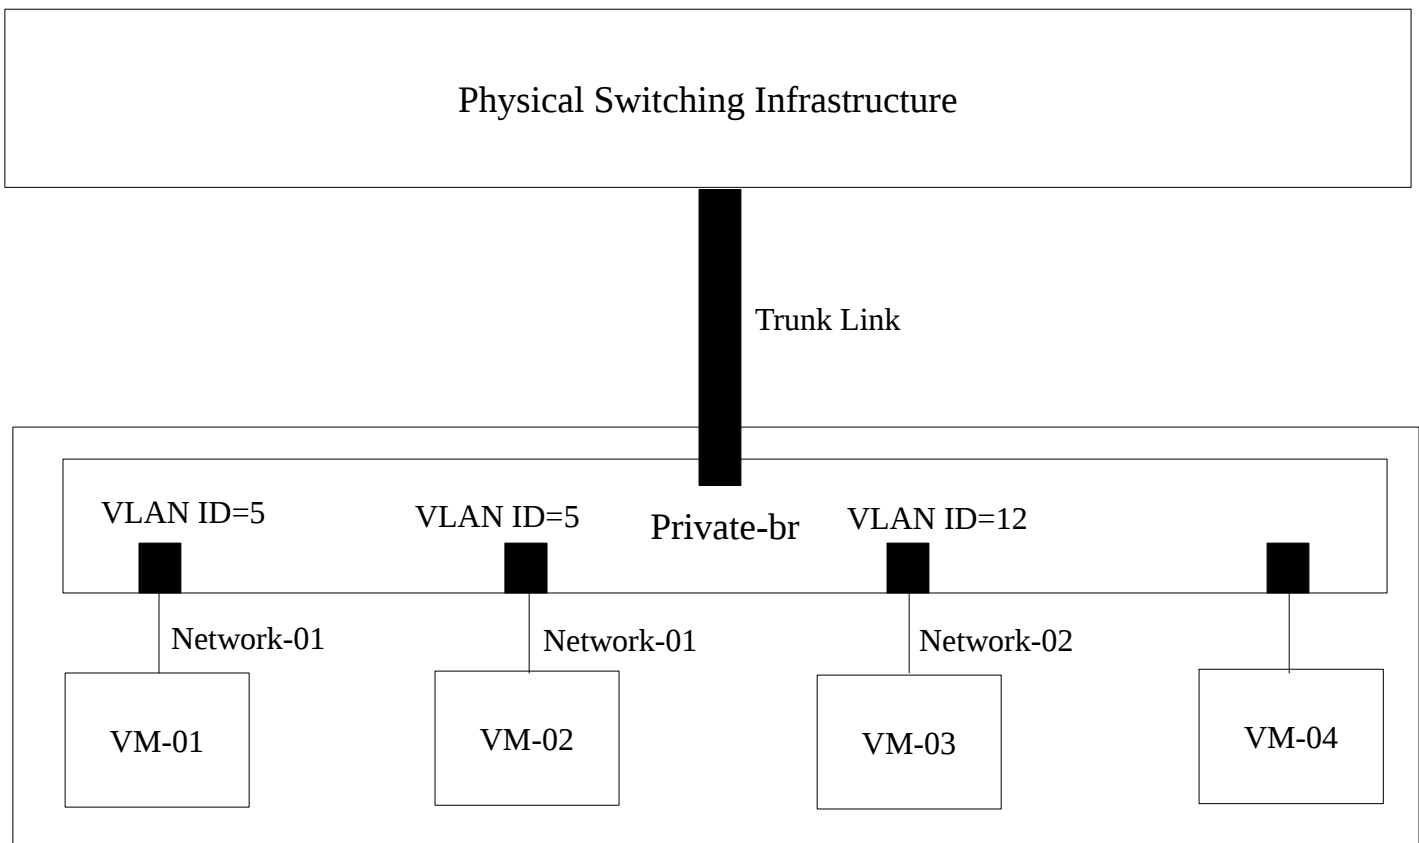 Physical Switching Infrastructure
Trunk Link
VLAN ID=5
VLAN ID=5
Private-br
VLAN ID=12
Network-01
Network-01
Network-02
VM-01
VM-02
VM-03
VM-04